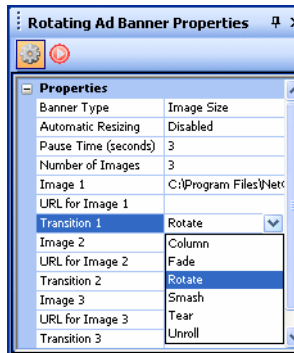 Rotating Ad Banner Properties
Properties
Banner Type Image Size
Automatic Resizing Disabled
Pause Time (seconds) 3
Number of Images 3
Image 1 C:\Program Files\Net
URL for Image 1
Transition 1 Rotate
Image 2
URL for Image 2
Transition 2
Image 3
URL for Image 3
Transition 3
Column
Fade
Rotate
Smash
Tear
Unroll